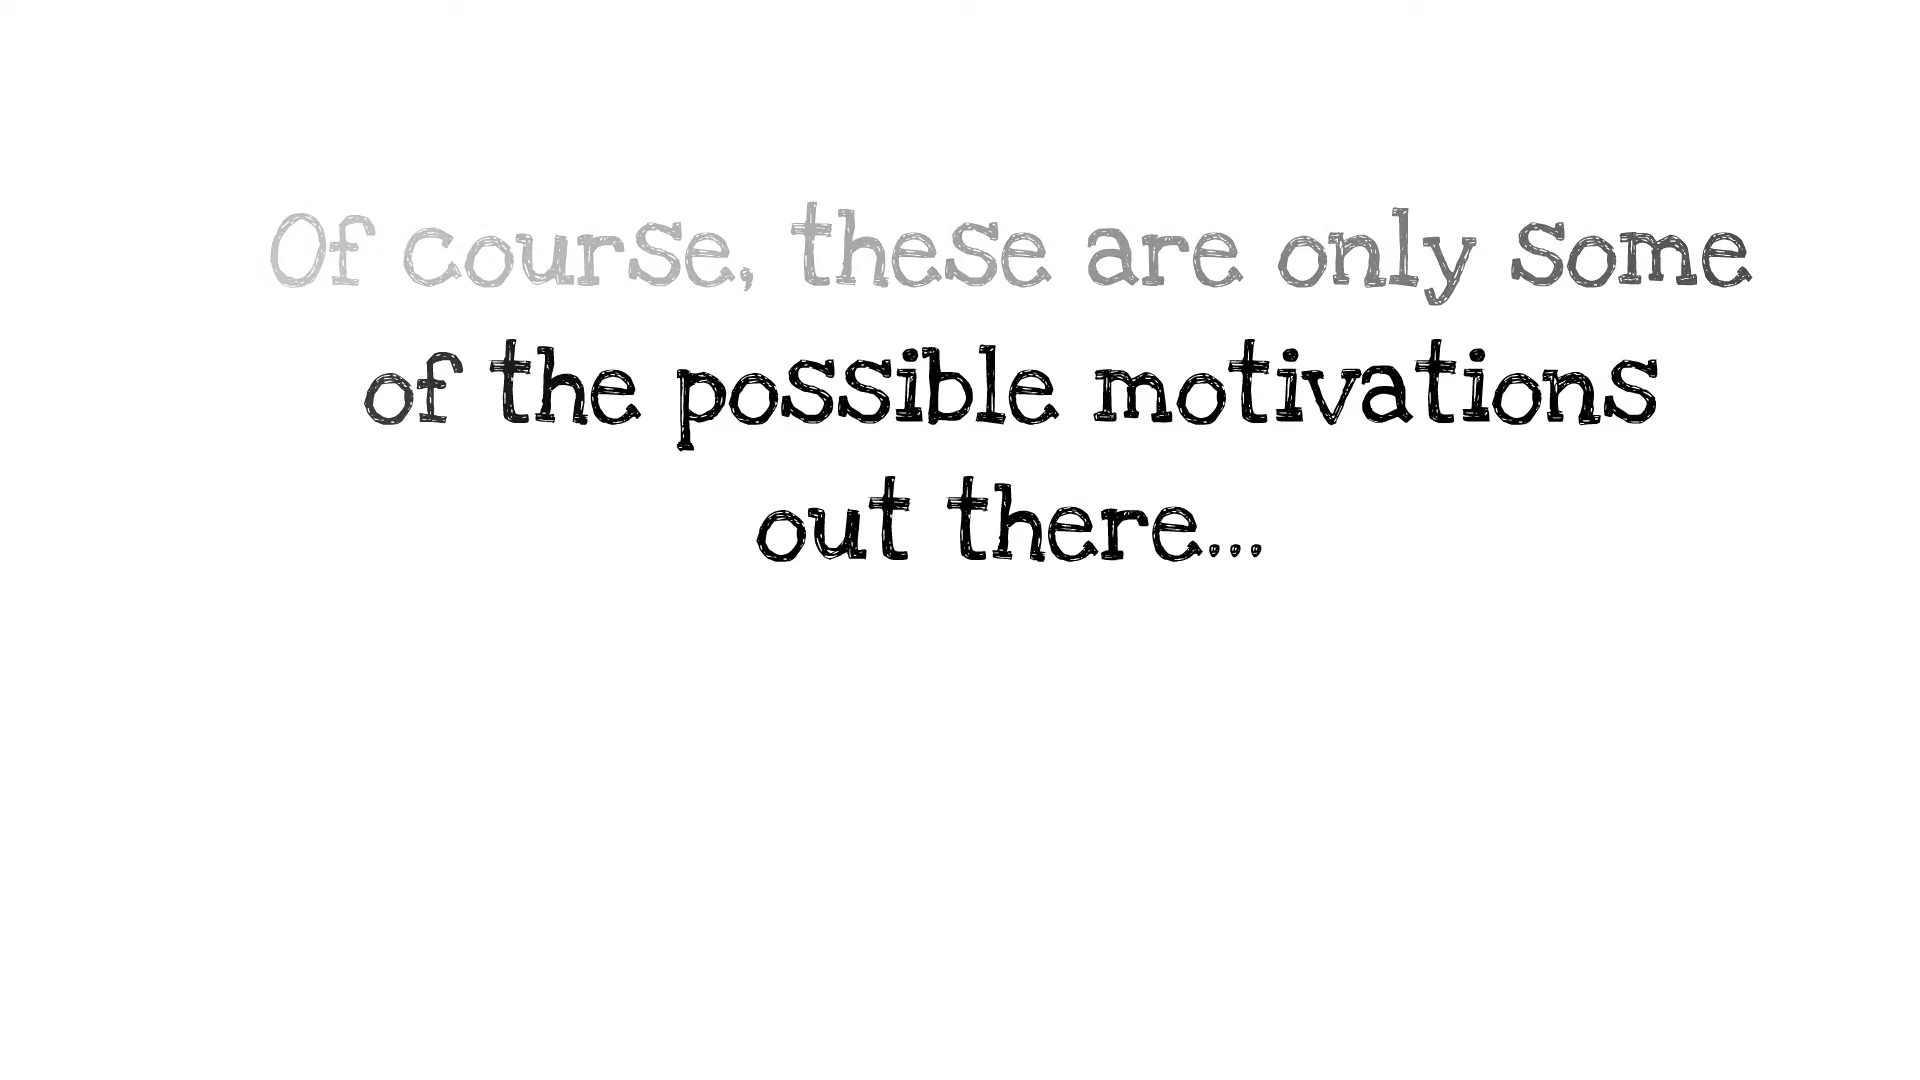 Of course, these are only some
of the possible motivations
out there...